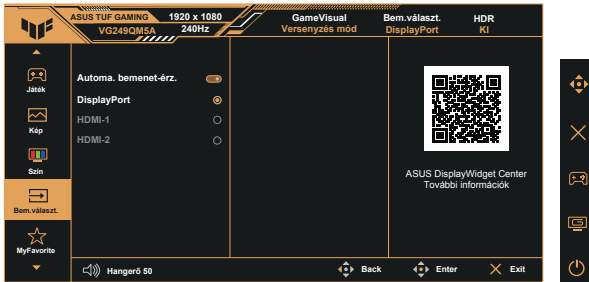 ASUS TUF GAMING 1920 x 1080 GameVisual Bem.választ. HDR
VG249QM5A 240Hz Versenyzés mód DisplayPort KI
Játék
Kép
Szín
Bem.választ.
MyFavorite
Automa. bemenet-érz.
DisplayPort
HDMI-1
HDMI-2
ASUS DisplayWidget Center
További információk
Hangerő 50 Back Enter Exit